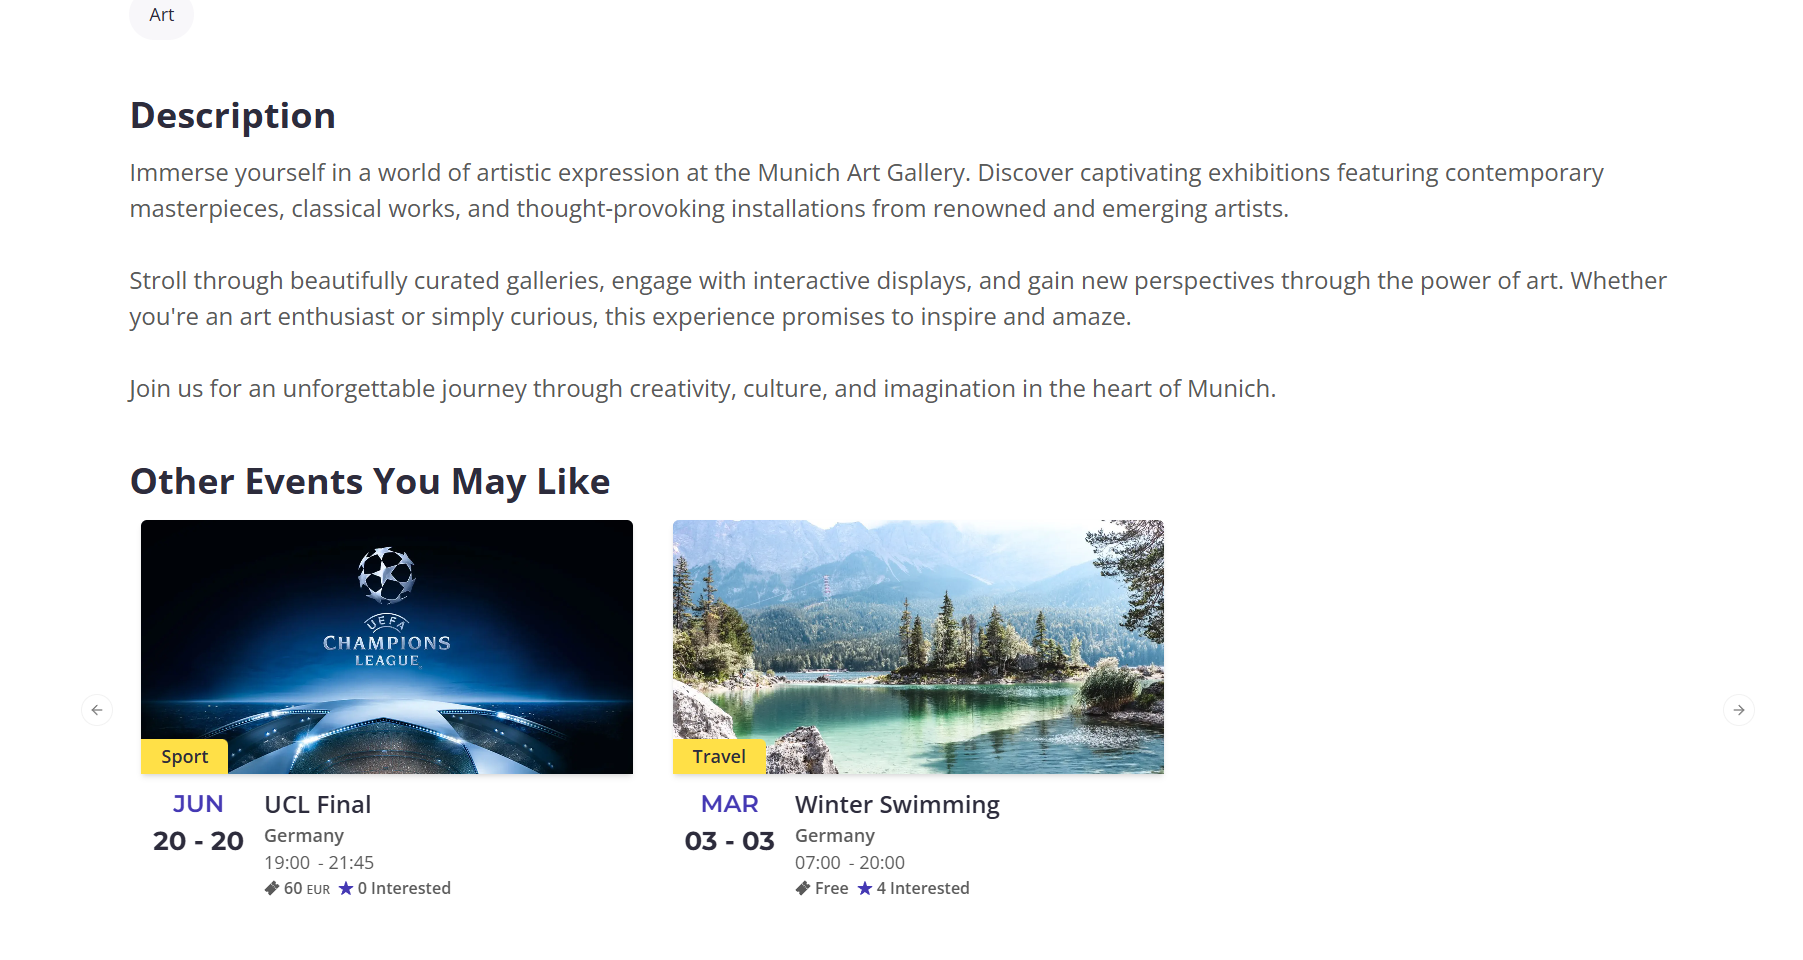 Art
Description
Immerse yourself in a world of artistic expression at the Munich Art Gallery. Discover captivating exhibitions featuring contemporary
masterpieces, classical works, and thought-provoking installations from renowned and emerging artists.
Stroll through beautifully curated galleries, engage with interactive displays, and gain new perspectives through the power of art. Whether
you're an art enthusiast or simply curious, this experience promises to inspire and amaze.
Join us for an unforgettable journey through creativity, culture, and imagination in the heart of Munich.
Other Events You May Like
UEFA
CHAMPIONS
LEAGUE
Sport
JUN
20 - 20
UCL Final
Germany
19:00 - 21:45
60 EUR 0 Interested
Travel
MAR
03 - 03
Winter Swimming
Germany
07:00 - 20:00
Free 4 Interested